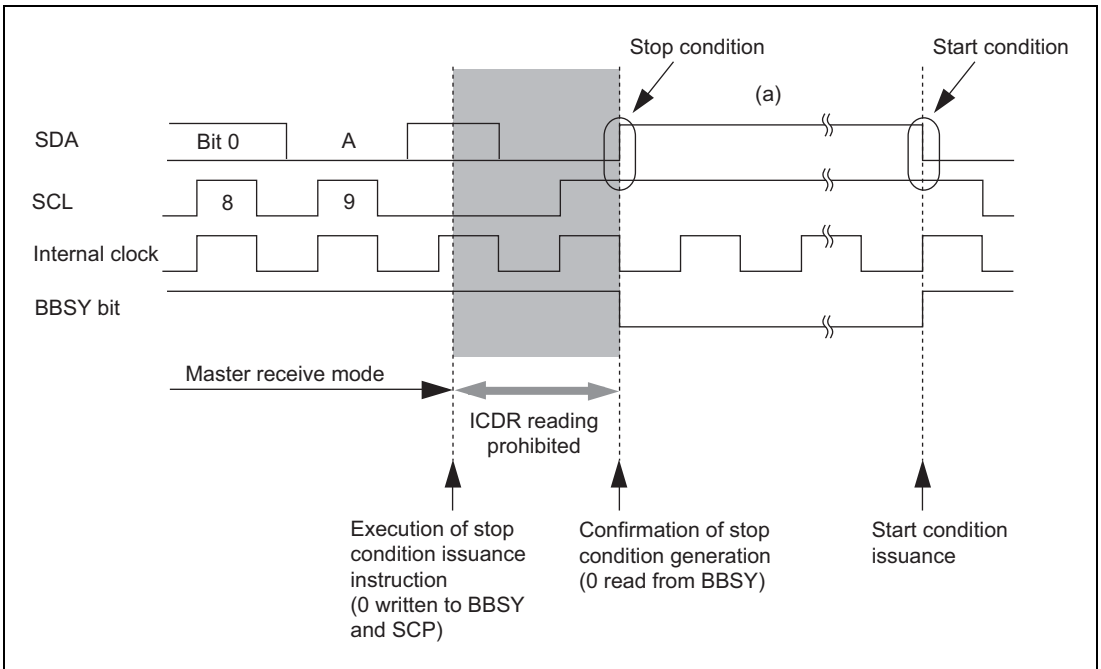 Stop condition
Start condition
(a)
SDA
Bit 0
A
SCL
8
9
Internal clock
BBSY bit
Master receive mode
ICDR reading
prohibited
Execution of stop
condition issuance
instruction
(0 written to BBSY
and SCP)
Confirmation of stop
condition generation
(0 read from BBSY)
Start condition
issuance